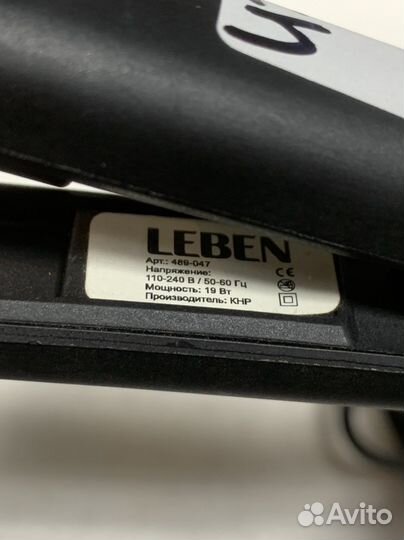 LEBEN
Арт.: 489-047
Напряжение:
110-240 В / 50-60 Гц
Мощность: 19 Вт
Производитель: КНР
CE
Avito